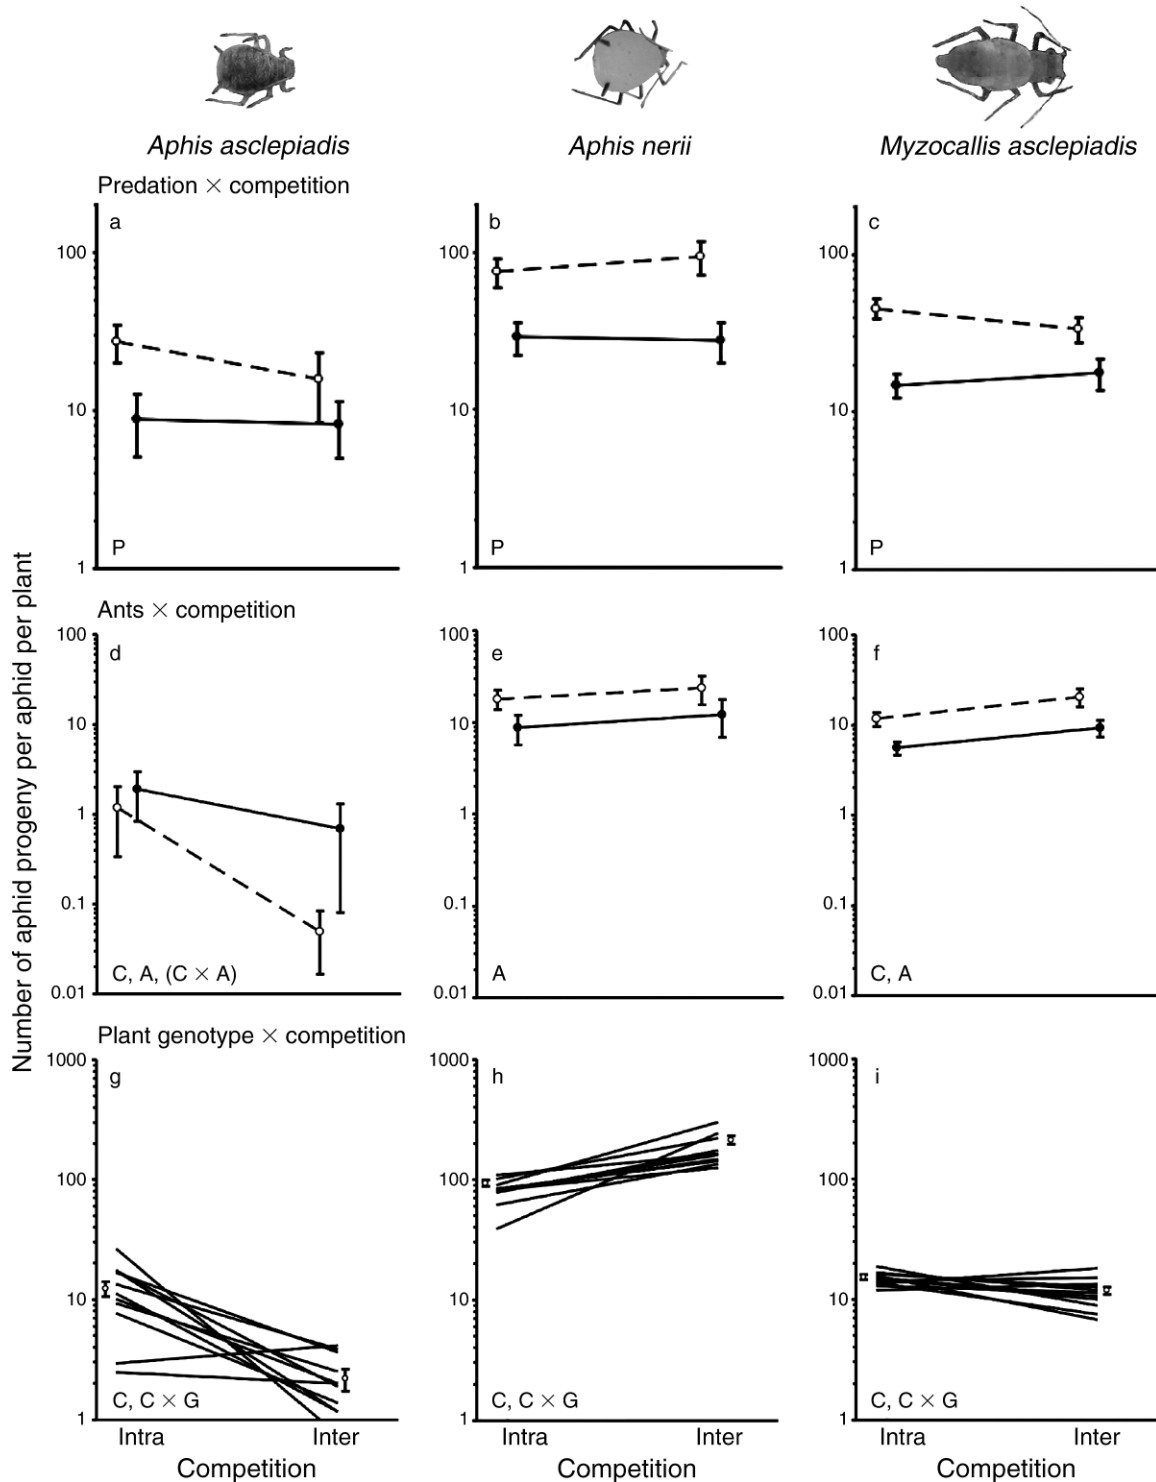 Aphis asclepiadis
Aphis nerii
Myzocallis asclepiadis
Number of aphid progeny per aphid per plant
Predation × competition
a
100
10
1
P
b
100
10
1
P
c
100
10
1
P
Ants × competition
d
100
10
1
0.1
0.01
C, A, (C × A)
e
100
10
1
0.1
0.01
A
f
100
10
1
0.1
0.01
C, A
Plant genotype × competition
g
1000
100
10
1
C, C × G
Intra Inter
Competition
h
1000
100
10
1
C, C × G
Intra Inter
Competition
i
1000
100
10
1
C, C × G
Intra Inter
Competition